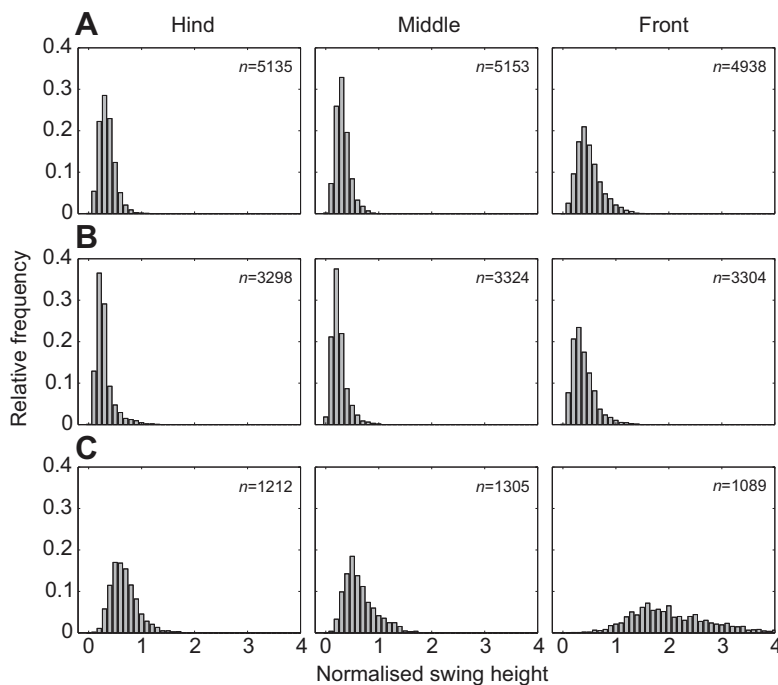 A
Hind Middle Front
0.4 n=5135 n=5153 n=4938
0.3
0.2
0.1
0
B
0.4 n=3298 n=3324 n=3304
0.3
0.2
0.1
0
Relative frequency
C
0.4 n=1212 n=1305 n=1089
0.3
0.2
0.1
0
0 1 2 3 4 0 1 2 3 4 0 1 2 3 4
Normalised swing height